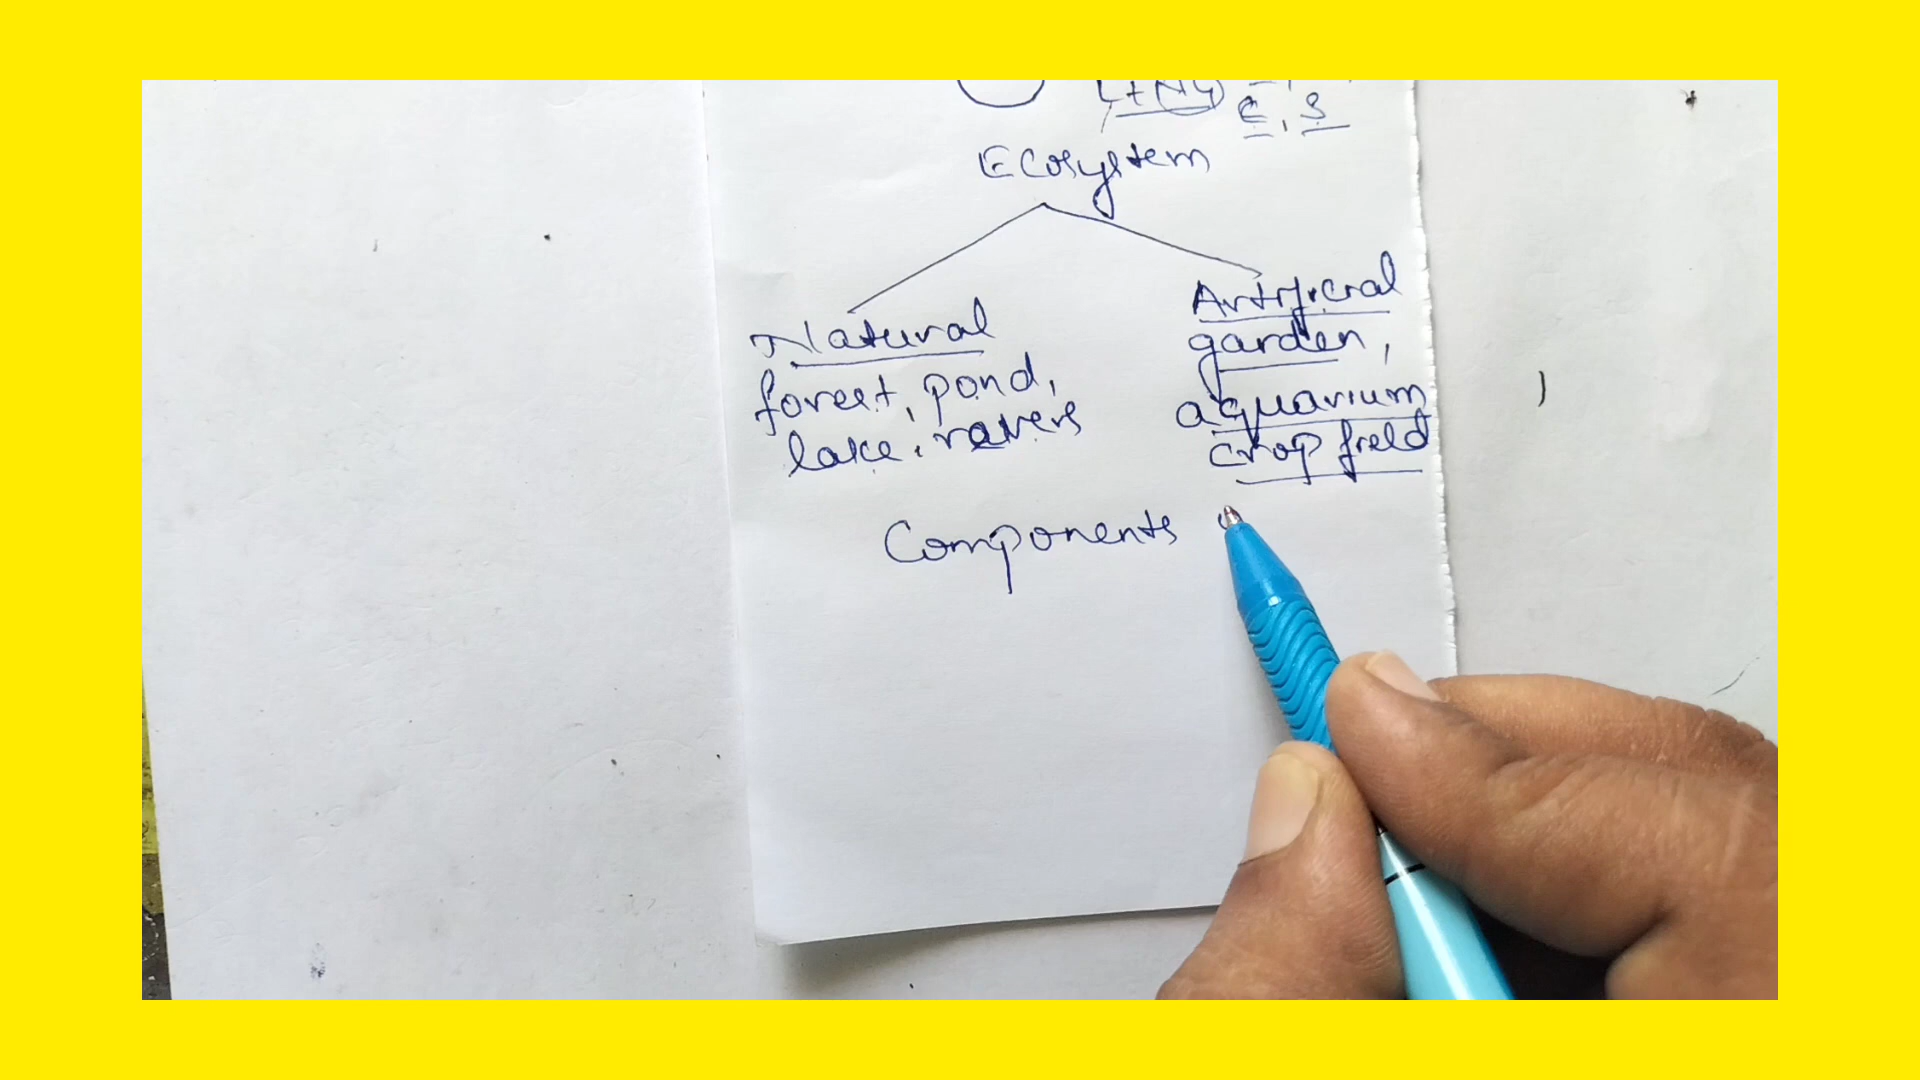 E, S
Ecosystem
Natural
forest, pond,
lake, rivers
Artificial
garden,
aquarium
crop field
Components